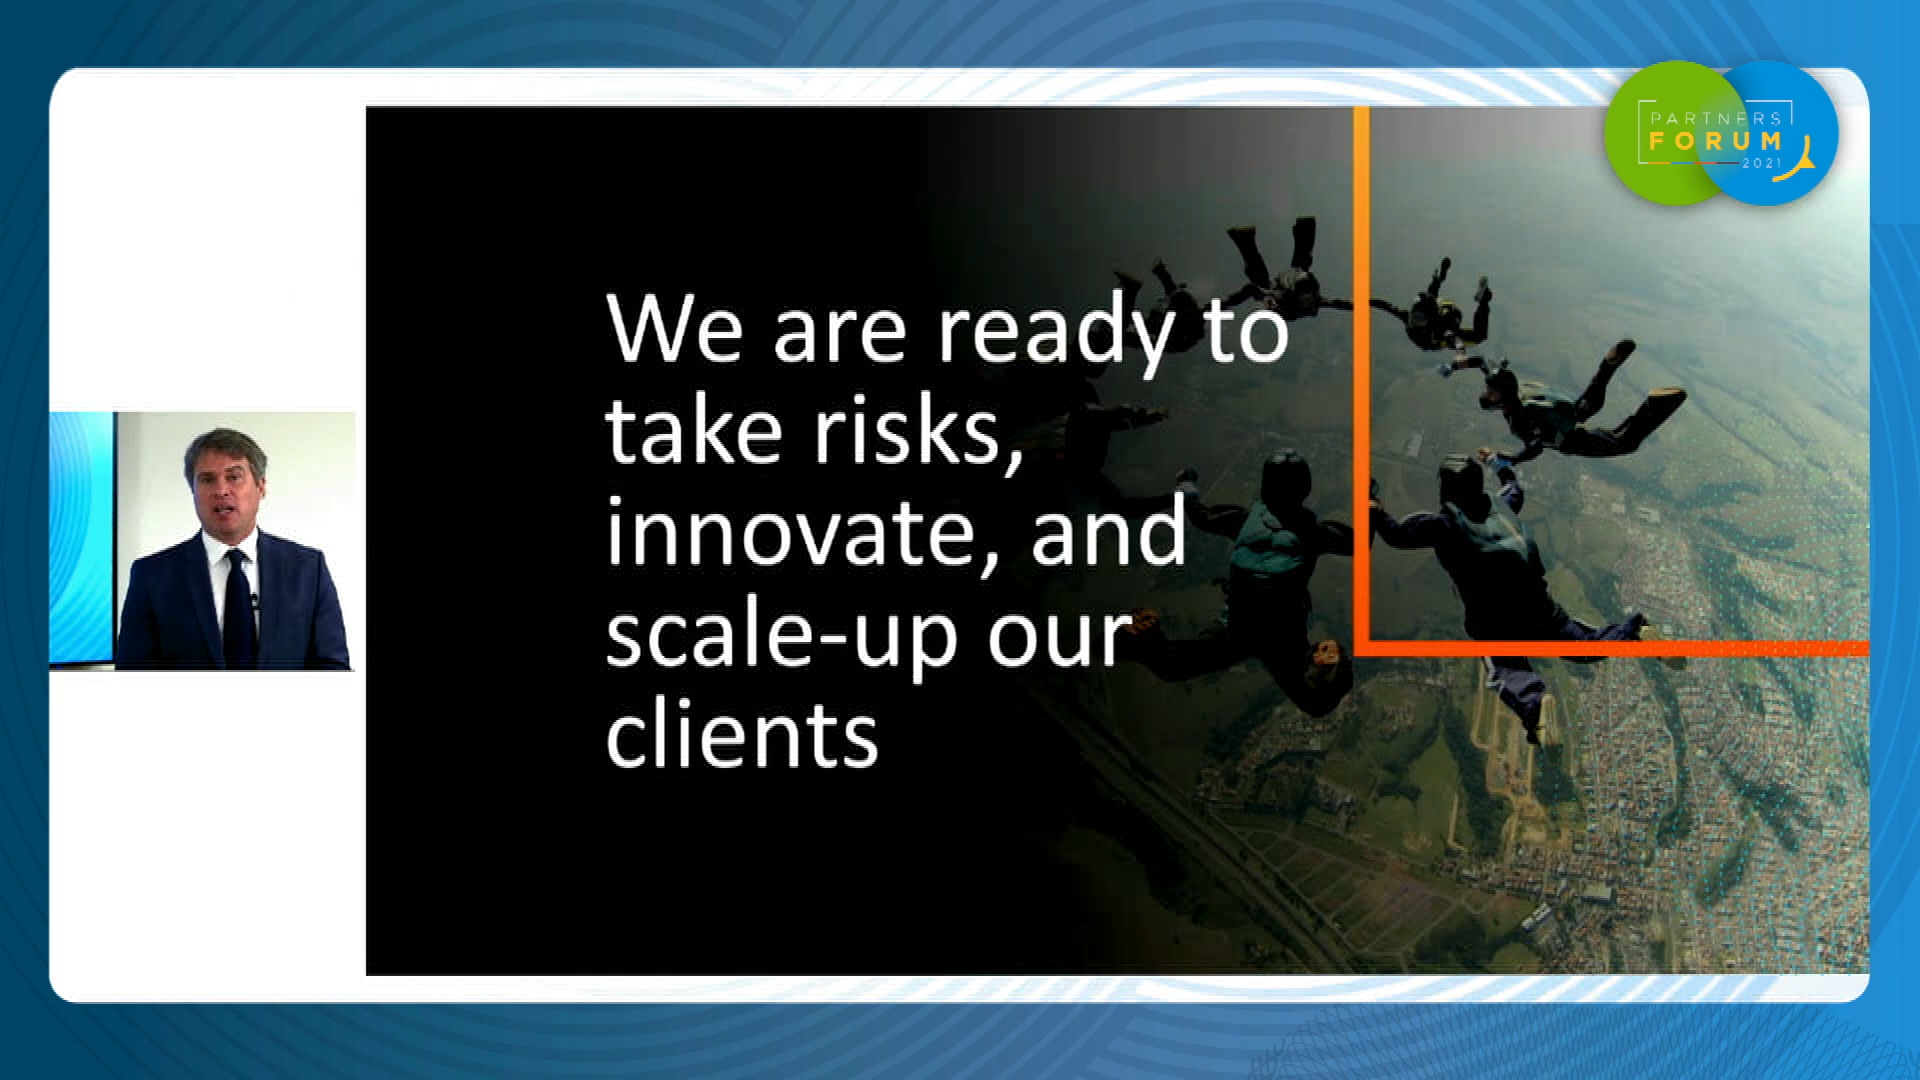 PARTNERS
FORUM
2021
We are ready to
take risks,
innovate, and
scale-up our
clients